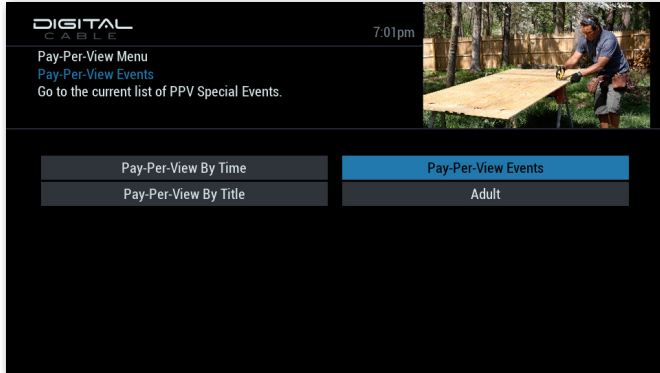 DIGITAL
CABLE
7:01pm
Pay-Per-View Menu
Pay-Per-View Events
Go to the current list of PPV Special Events.
Pay-Per-View By Time
Pay-Per-View Events
Pay-Per-View By Title
Adult